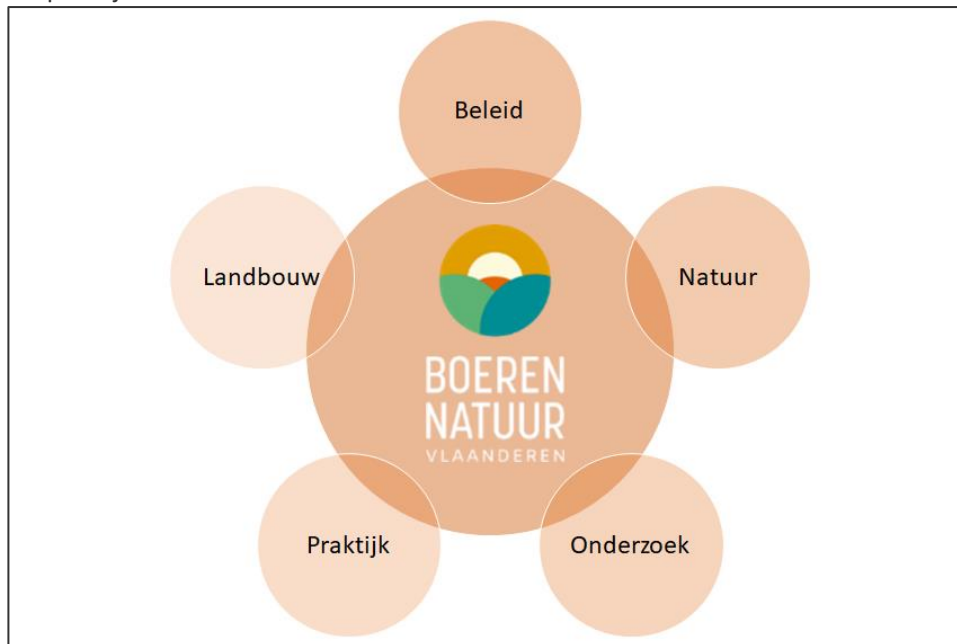 Beleid
Landbouw
Natuur
BOEREN
NATUUR
VLAANDEREN
Praktijk
Onderzoek